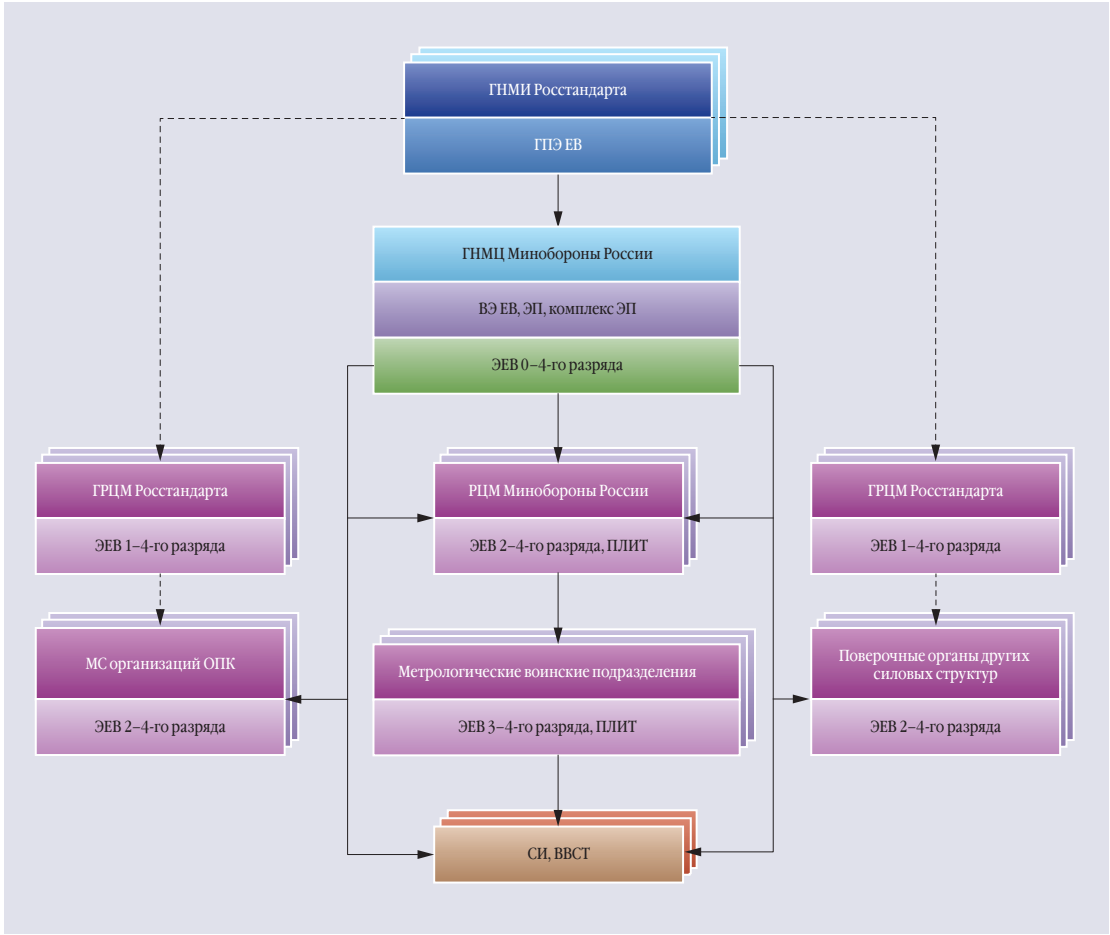 ГНМИ Росстандарта
ГПЭ ЕВ
ГНМЦ Минобороны России
ВЭ ЕВ, ЭП, комплекс ЭП
ЭЕВ 0–4-го разряда
ГРЦМ Росстандарта
ЭЕВ 1–4-го разряда
РЦМ Минобороны России
ЭЕВ 2–4-го разряда, ПЛИТ
ГРЦМ Росстандарта
ЭЕВ 1–4-го разряда
МС организаций ОПК
ЭЕВ 2–4-го разряда
Метрологические воинские подразделения
ЭЕВ 3–4-го разряда, ПЛИТ
Поверочные органы других
силовых структур
ЭЕВ 2–4-го разряда
СИ, ВВСТ